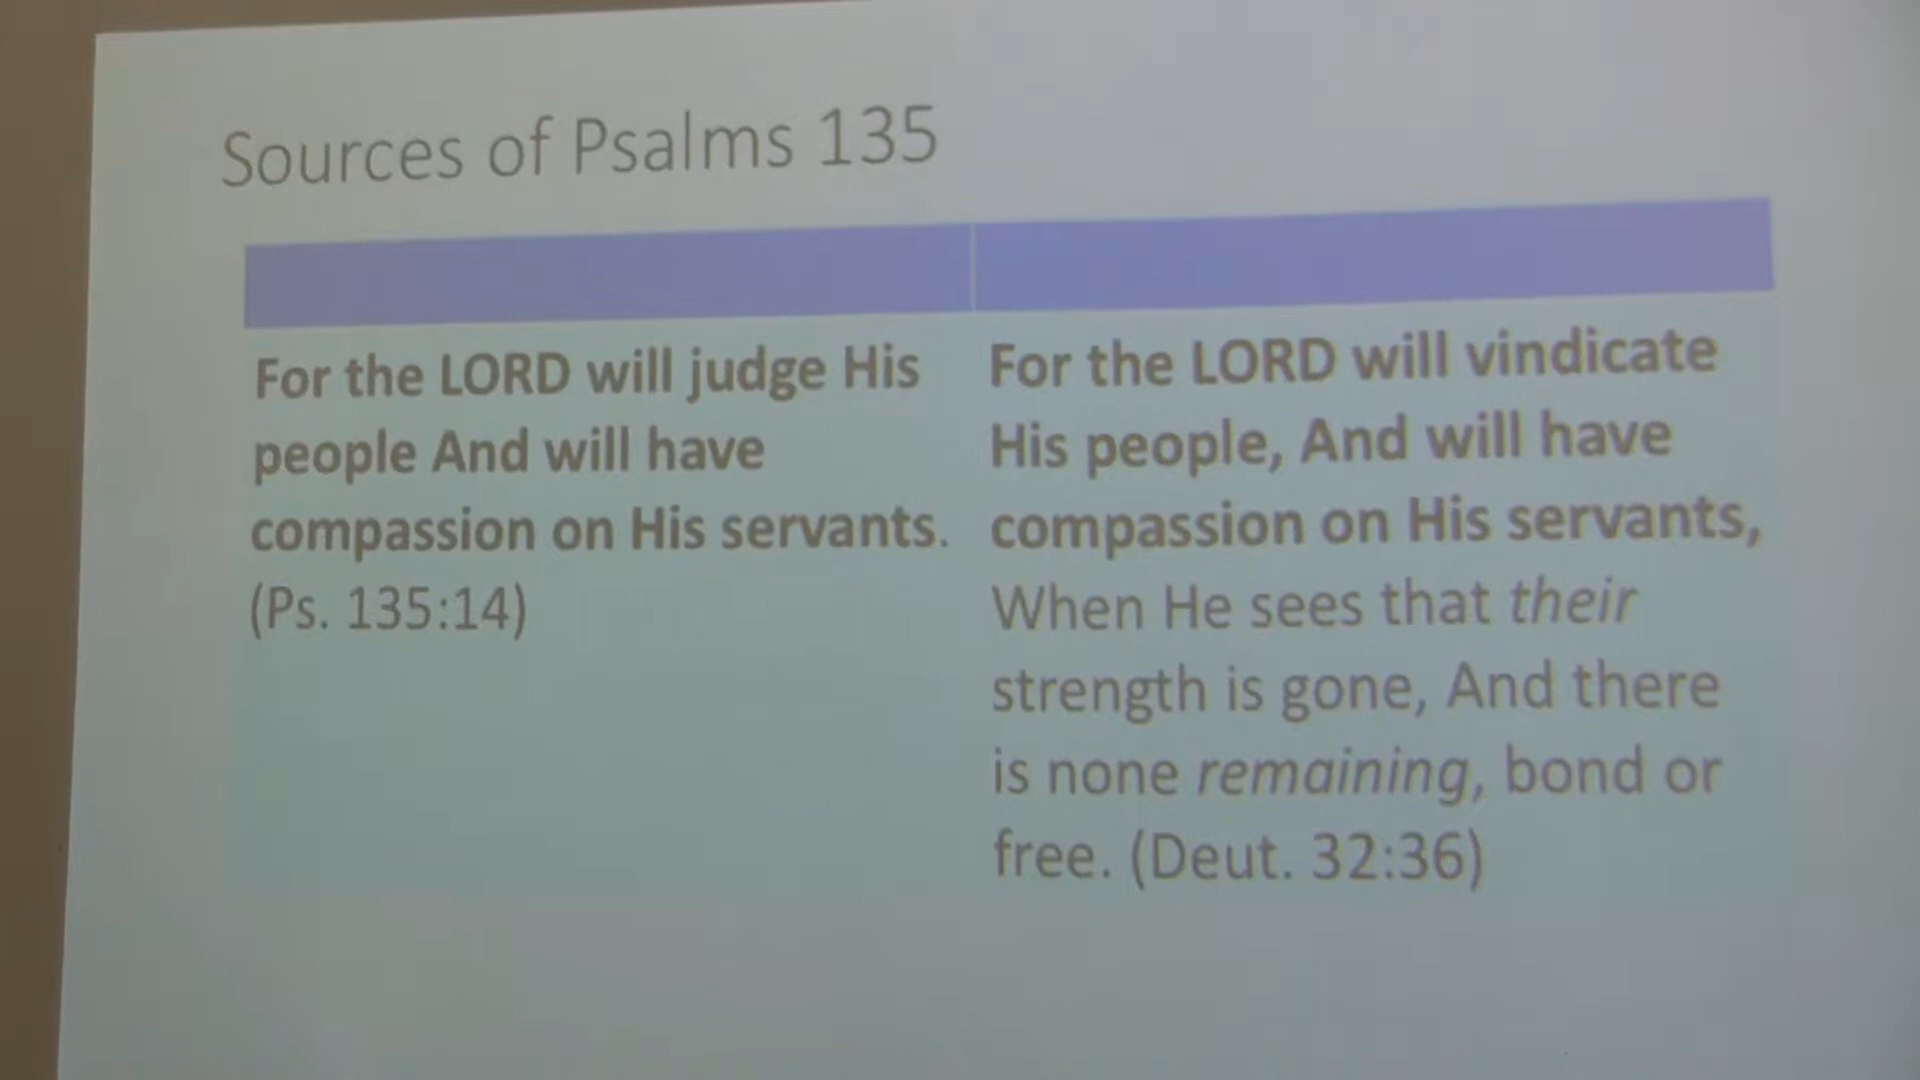 Sources of Psalms 135
For the LORD will judge His
people And will have
compassion on His servants.
(Ps. 135:14)
For the LORD will vindicate
His people, And will have
compassion on His servants,
When He sees that their
strength is gone, And there
is none remaining, bond or
free. (Deut. 32:36)